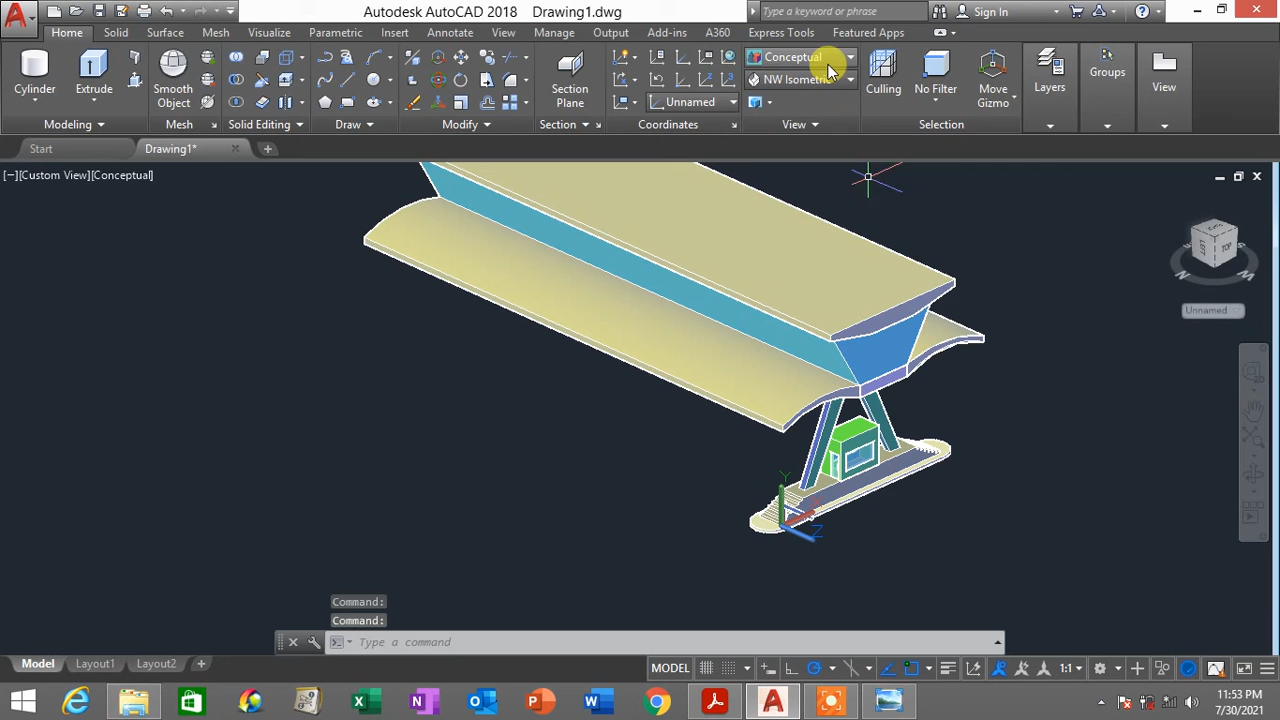 Autodesk AutoCAD 2018 Drawing1.dwg
Type a keyword or phrase
Sign In
Home Solid Surface Mesh Visualize Parametric Insert Annotate View Manage Output Add-ins A360 Express Tools Featured Apps
Cylinder Extrude Smooth Object Section Plane
Unnamed
Conceptual
NW Isometric
Culling No Filter Move Gizmo Layers Groups View
Modeling Mesh Solid Editing Draw Modify Section Coordinates View Selection
Start Drawing1*
[−][Custom View][Conceptual]
TOP
N
Unnamed
Y
X
Z
Command:
Command:
Type a command
Model Layout1 Layout2
MODEL 1:1
11:53 PM
7/30/2021